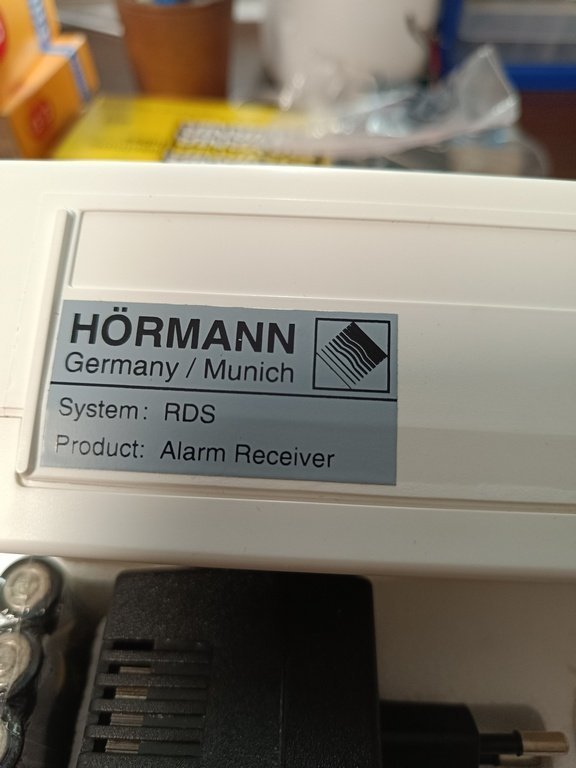 HÖRMANN
Germany / Munich
System: RDS
Product: Alarm Receiver